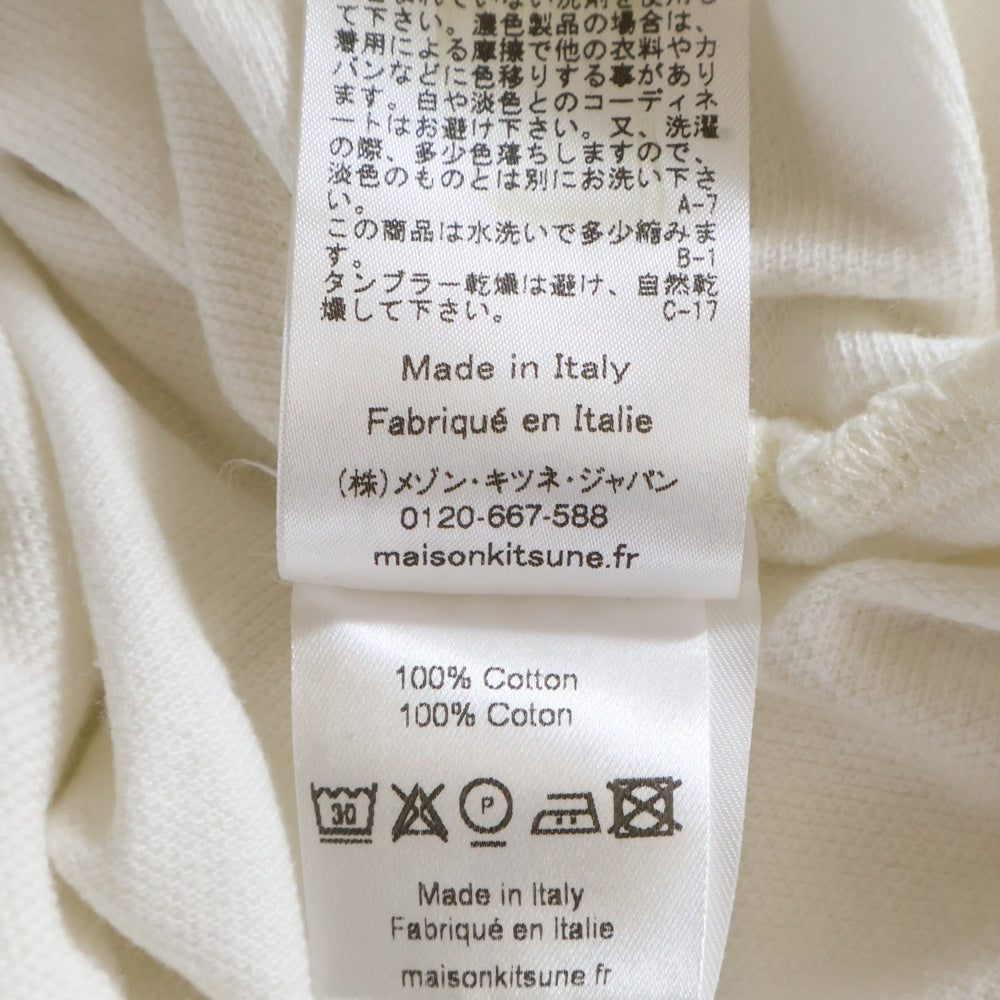 い。濃色製品の場合は、
着用による摩擦で他の衣料やカ
バンなどに色移りする事があり
ます。白や淡色とのコーディネ
ートはお避け下さい。又、洗濯
の際、多少色落ちしますので、
淡色のものとは別にお洗い下さ
い。 A-7
この商品は水洗いで多少縮みま
す。 B-1
タンブラー乾燥は避け、自然乾
燥して下さい。 C-17
Made in Italy
Fabriqué en Italie
(株)メゾン・キツネ・ジャパン
0120-667-588
maisonkitsune.fr
100% Cotton
100% Coton
30 P
Made in Italy
Fabriqué en Italie
maisonkitsune.fr